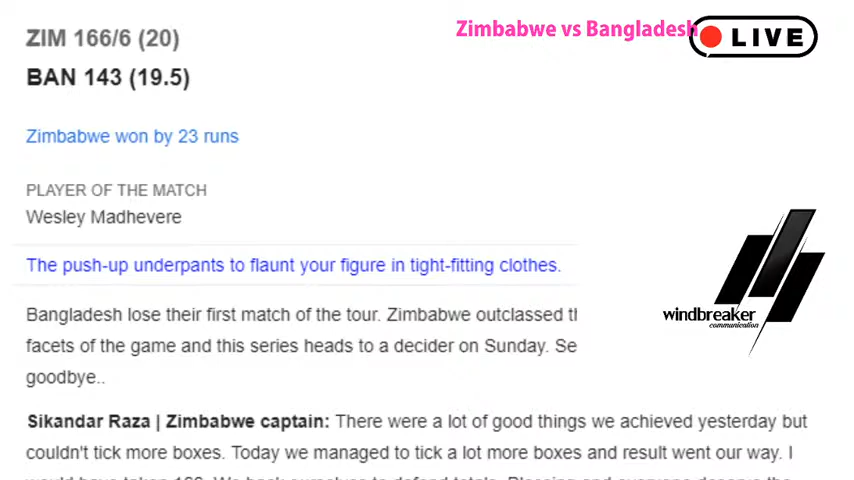 ZIM 166/6 (20)
Zimbabwe vs Bangladesh
LIVE
BAN 143 (19.5)
Zimbabwe won by 23 runs
PLAYER OF THE MATCH
Wesley Madhevere
The push-up underpants to flaunt your figure in tight-fitting clothes.
Bangladesh lose their first match of the tour. Zimbabwe outclassed
facets of the game and this series heads to a decider on Sunday.
goodbye..
windbreaker
communication
Sikandar Raza | Zimbabwe captain: There were a lot of good things we achieved yesterday but
couldn't tick more boxes. Today we managed to tick a lot more boxes and result went our way. I